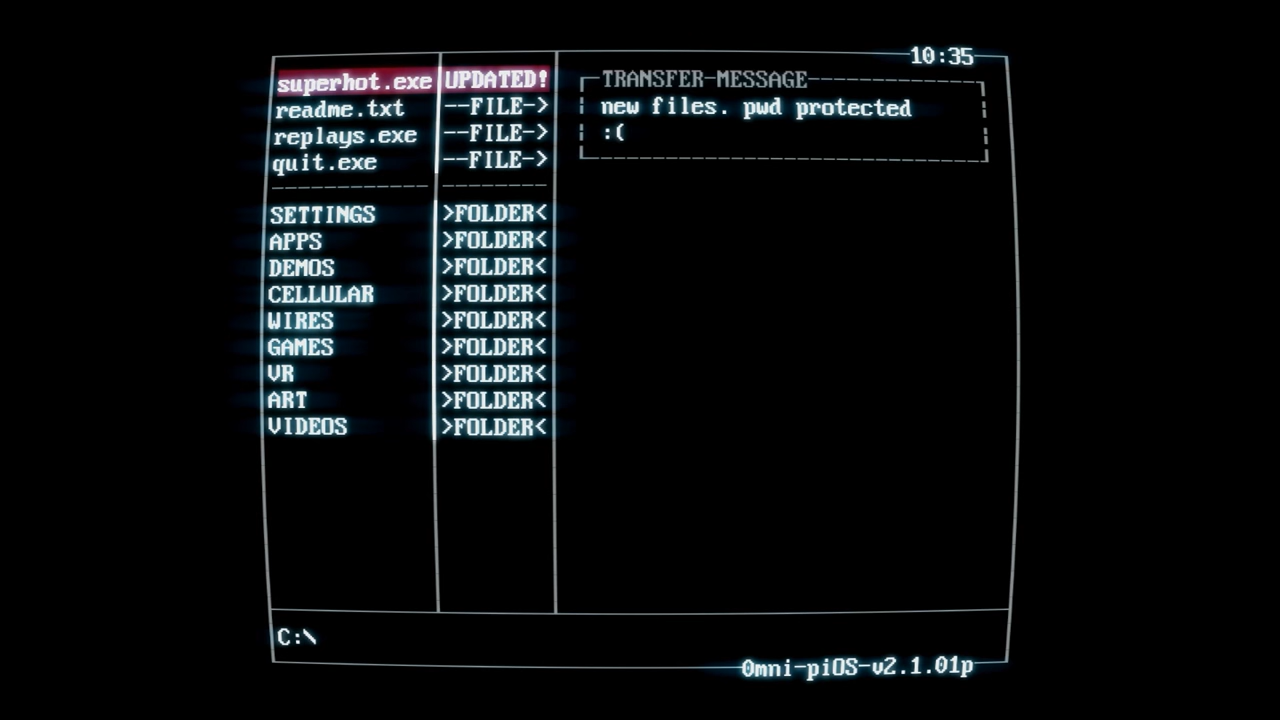 10:35
superhot.exe UPDATED!
readme.txt --FILE->
replays.exe --FILE->
quit.exe --FILE->
SETTINGS >FOLDER<
APPS >FOLDER<
DEMOS >FOLDER<
CELLULAR >FOLDER<
WIRES >FOLDER<
GAMES >FOLDER<
VR >FOLDER<
ART >FOLDER<
VIDEOS >FOLDER<
TRANSFER-MESSAGE
new files. pwd protected
:(
C:\
Omni-piOS-v2.1.01p